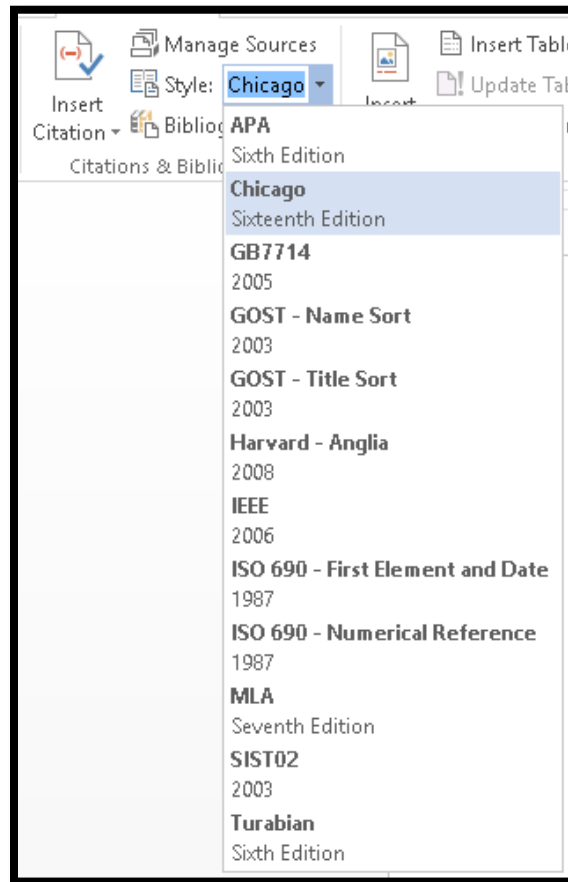 Manage Sources
Style: Chicago
Insert
Citation
Bibliog
Citations & Biblio
Insert Tabl
Update Tab
APA
Sixth Edition
Chicago
Sixteenth Edition
GB7714
2005
GOST - Name Sort
2003
GOST - Title Sort
2003
Harvard - Anglia
2008
IEEE
2006
ISO 690 - First Element and Date
1987
ISO 690 - Numerical Reference
1987
MLA
Seventh Edition
SIST02
2003
Turabian
Sixth Edition